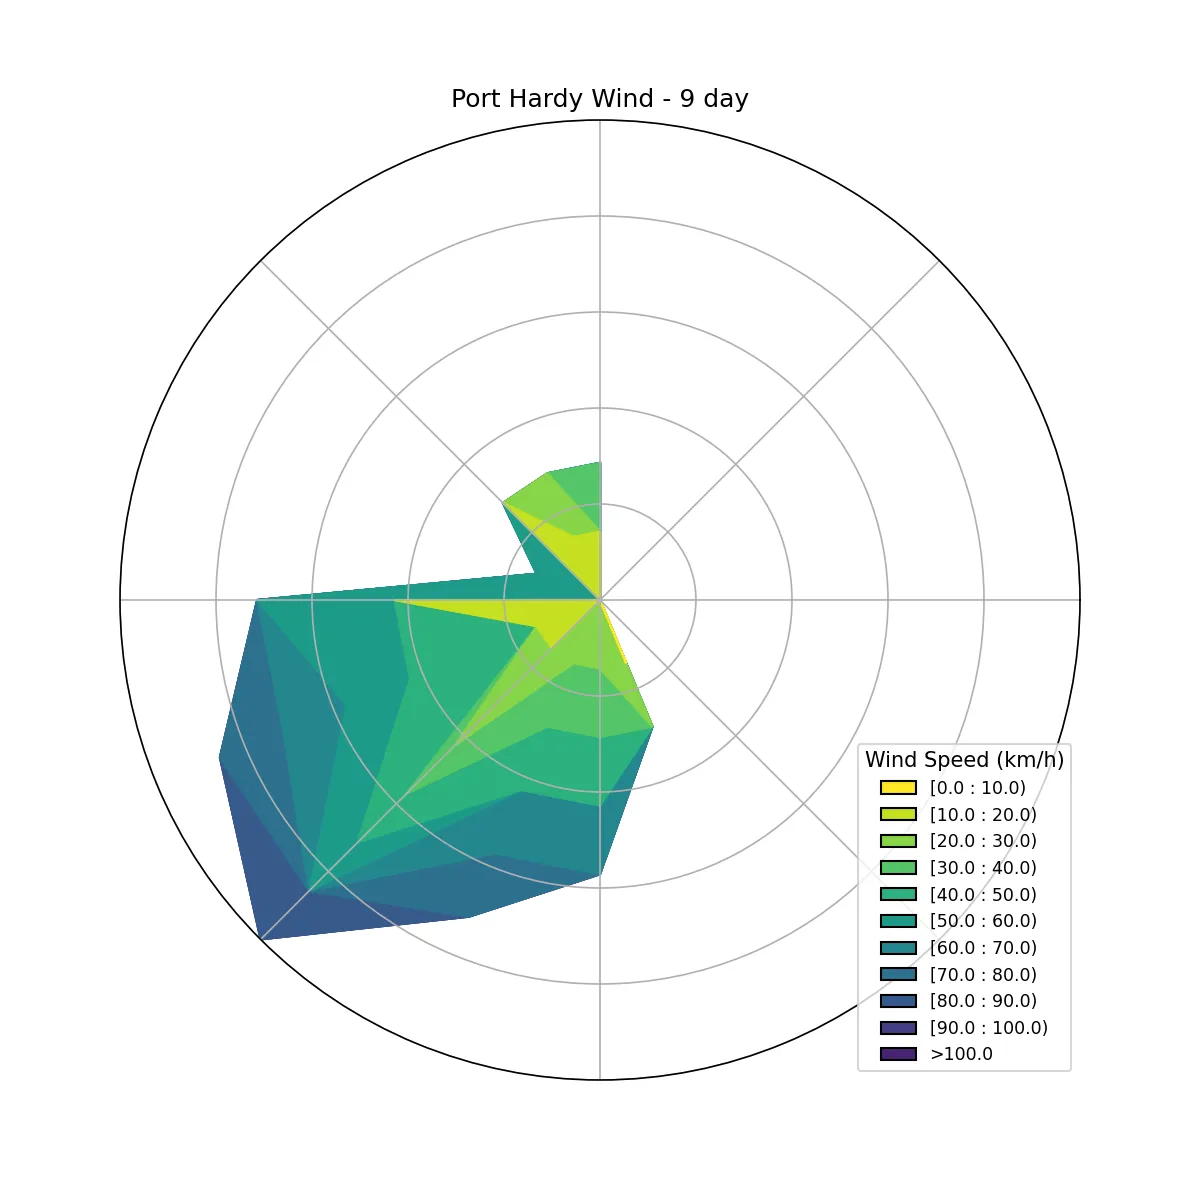 Port Hardy Wind - 9 day
Wind Speed (km/h)
[0.0 : 10.0)
[10.0 : 20.0)
[20.0 : 30.0)
[30.0 : 40.0)
[40.0 : 50.0)
[50.0 : 60.0)
[60.0 : 70.0)
[70.0 : 80.0)
[80.0 : 90.0)
[90.0 : 100.0)
>100.0